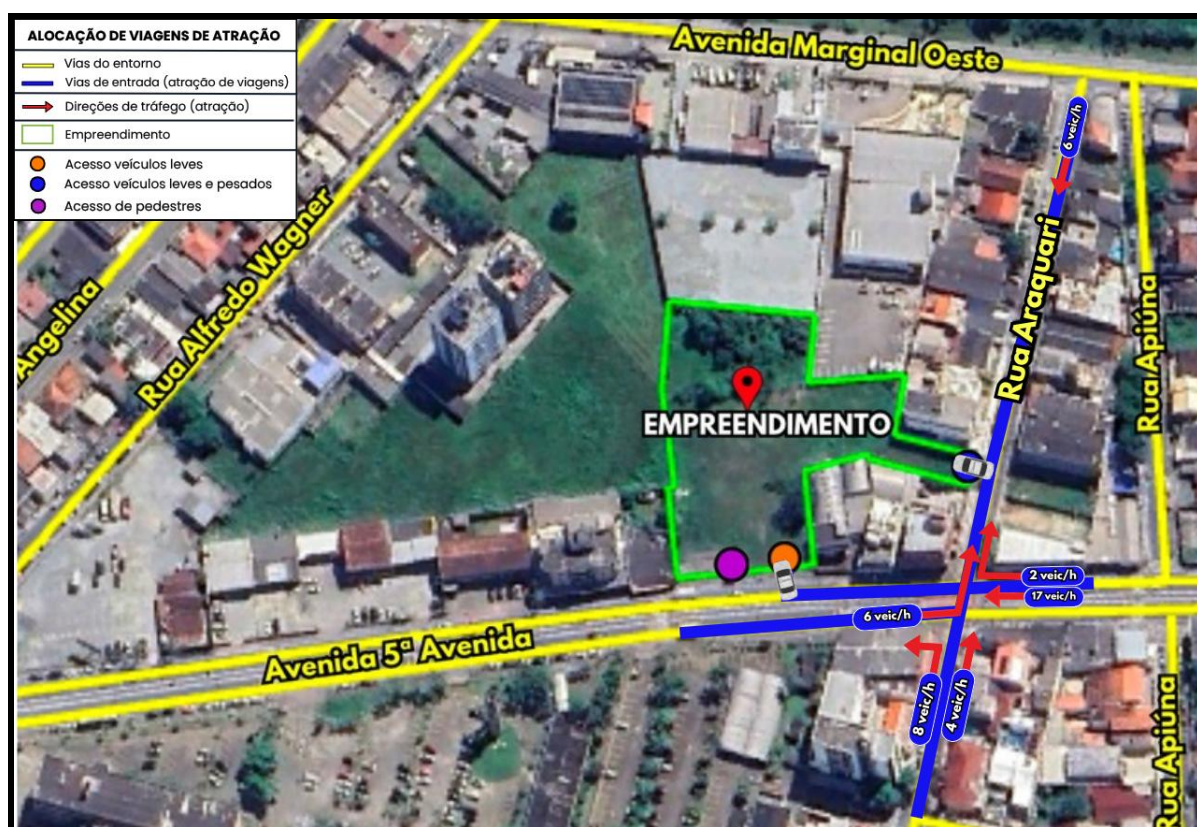 ALOCAÇÃO DE VIAGENS DE ATRAÇÃO
Vias do entorno
Vias de entrada (atração de viagens)
Direções de tráfego (atração)
Empreendimento
Acesso veículos leves
Acesso veículos leves e pesados
Acesso de pedestres
Avenida Marginal Oeste
6 veic/h
Angelina
Rua Alfredo Wagner
Rua Araquari
Rua Apiúna
EMPREENDIMENTO
2 veic/h
17 veic/h
6 veic/h
Avenida 5ª Avenida
8 veic/h
4 veic/h
Rua Apiúna